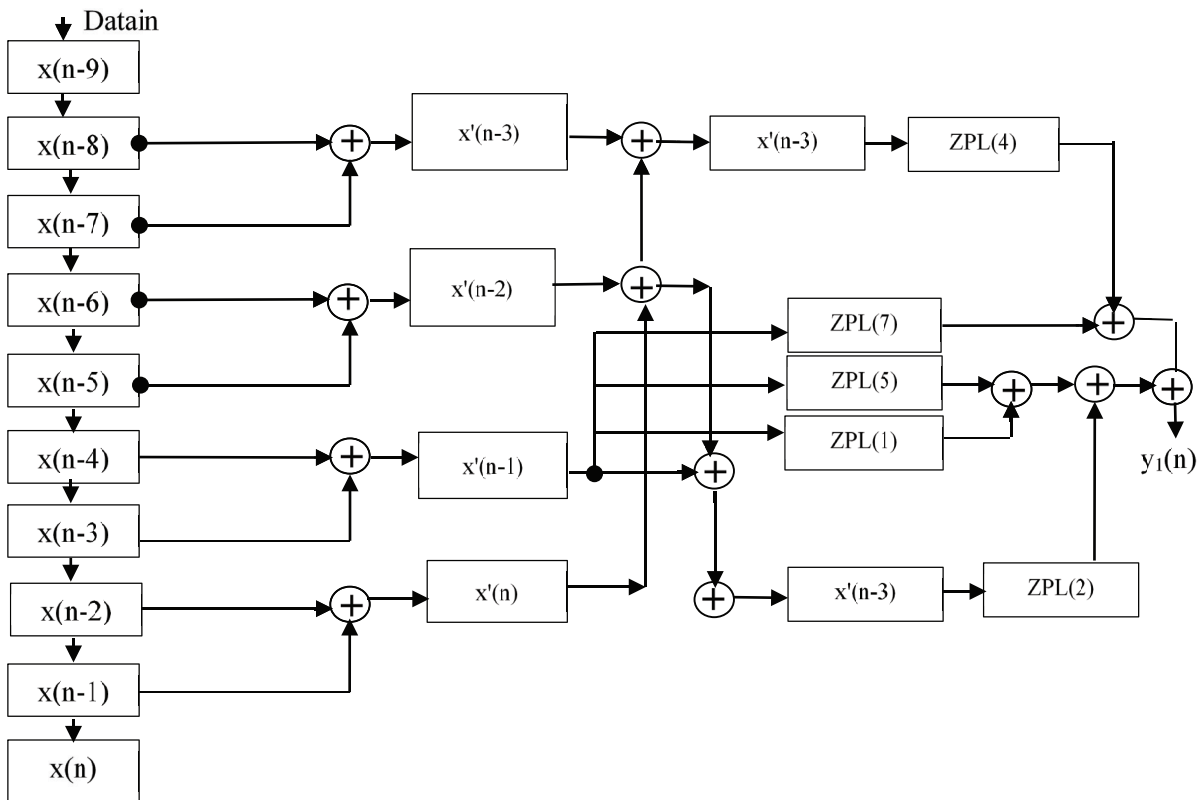 Datain
x(n-9)
x(n-8)
x(n-7)
x(n-6)
x(n-5)
x(n-4)
x(n-3)
x(n-2)
x(n-1)
x(n)
+
+
+
+
x'(n-3)
x'(n-2)
x'(n-1)
x'(n)
+
+
+
+
x'(n-3)
ZPL(4)
ZPL(7)
ZPL(5)
ZPL(1)
x'(n-3)
ZPL(2)
+
+
+
+
y₁(n)